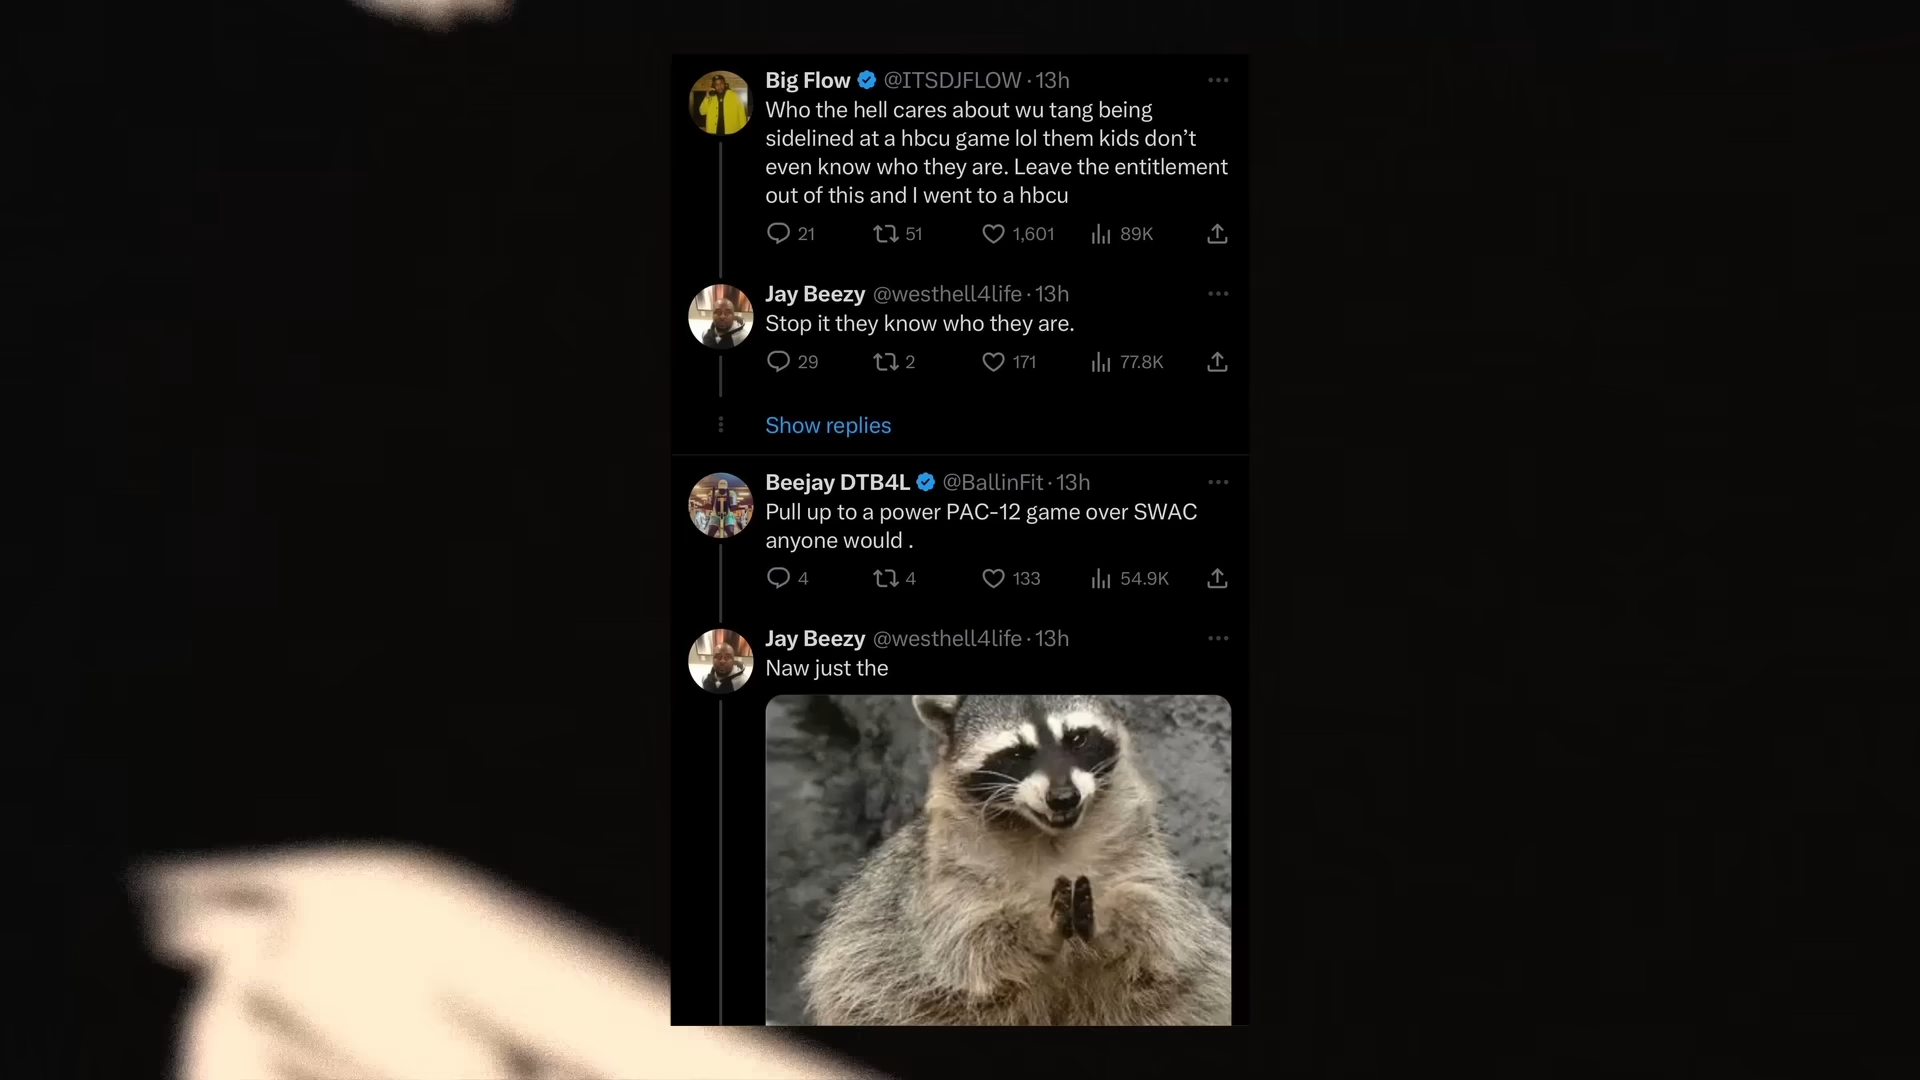 Big Flow @ITSDJFLOW · 13h
Who the hell cares about wu tang being
sidelined at a hbcu game lol them kids don’t
even know who they are. Leave the entitlement
out of this and I went to a hbcu
21 51 1,601 89K
Jay Beezy @westhell4life · 13h
Stop it they know who they are.
29 2 171 77.8K
Show replies
Beejay DTB4L @BallinFit · 13h
Pull up to a power PAC-12 game over SWAC
anyone would .
4 4 133 54.9K
Jay Beezy @westhell4life · 13h
Naw just the